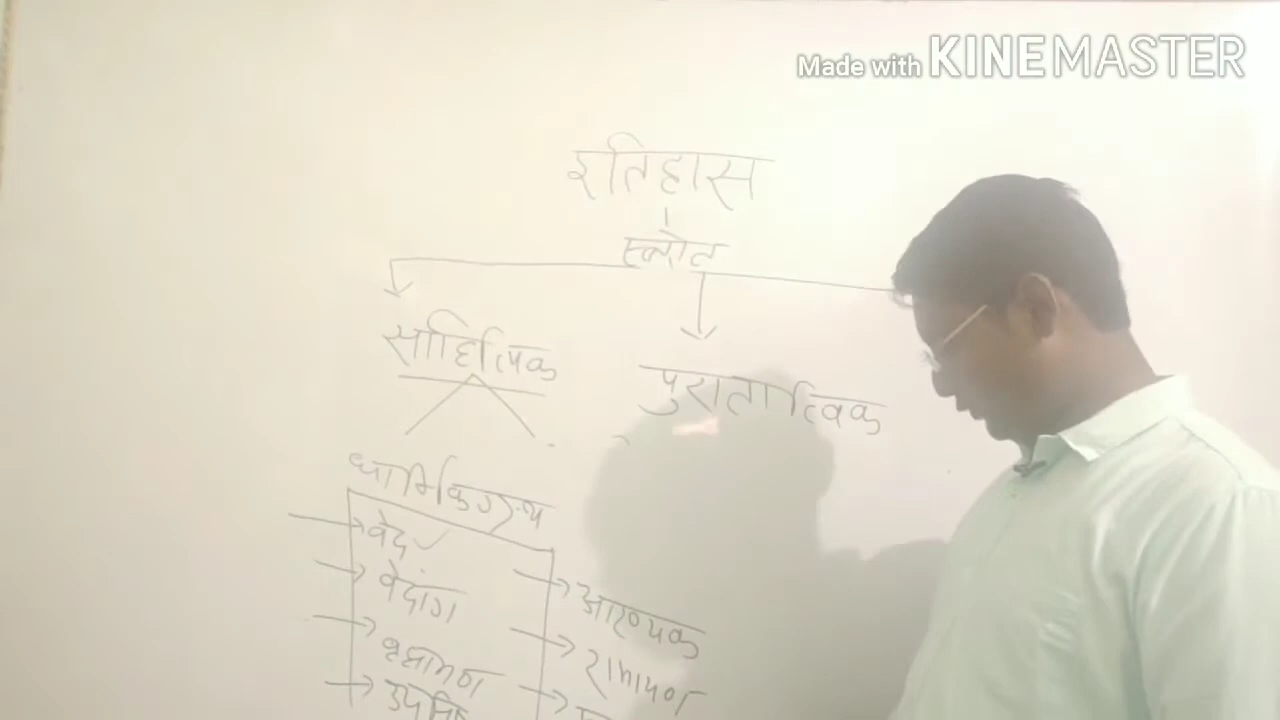 Made with KINEMASTER
इतिहास
स्त्रोत
साहित्यिक
पुरातात्विक
धार्मिक ग्रन्थ
वेद
वेदांग
आरण्यक
ब्राह्मण
रामायण